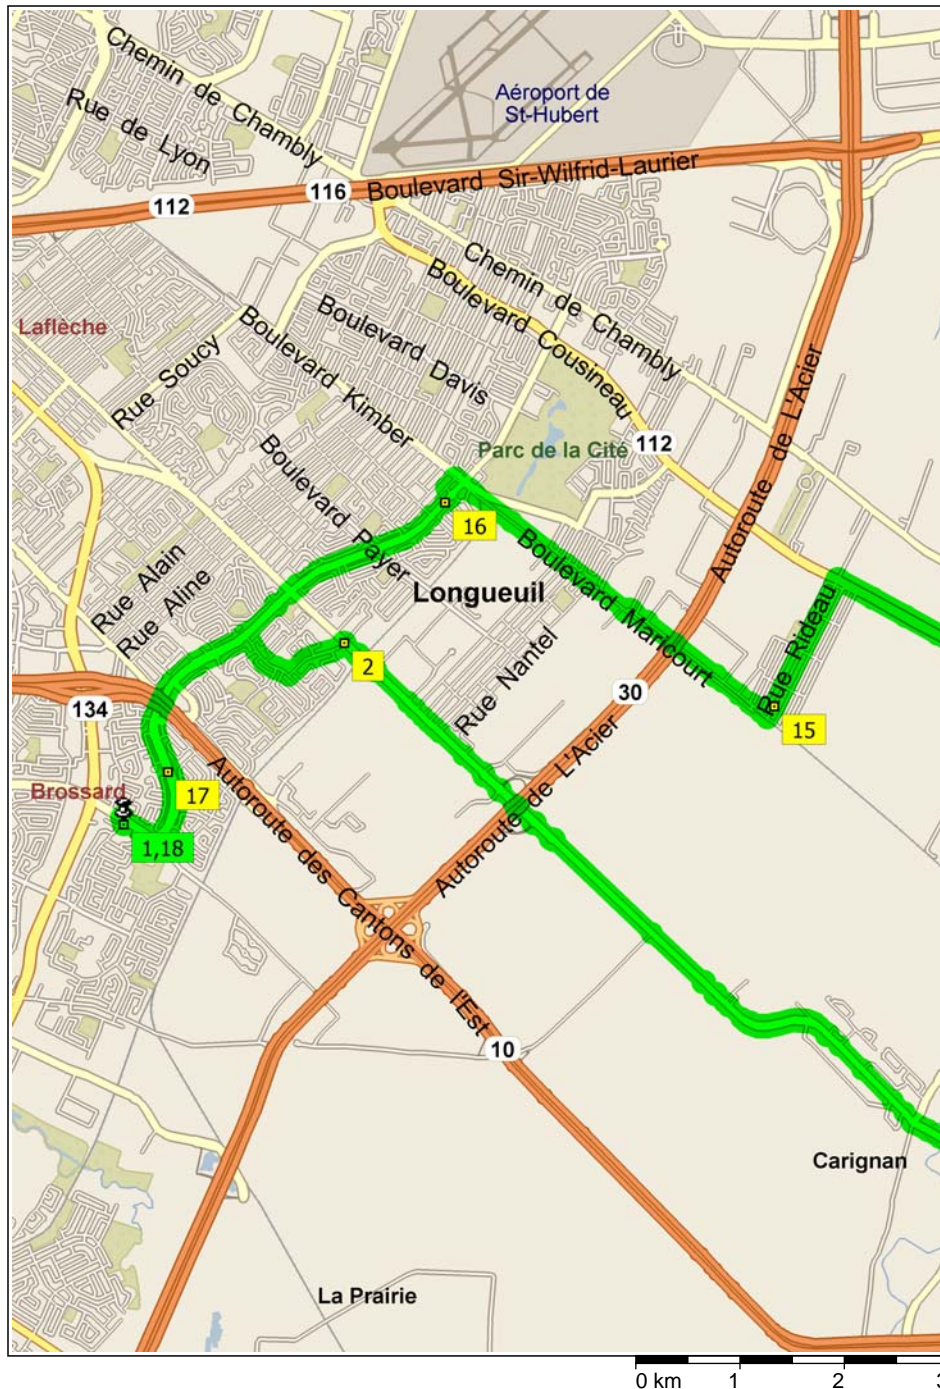 Chemin de Chambly
Rue de Lyon
Aéroport de
St-Hubert
Boulevard Sir-Wilfrid-Laurier
116
112
Chemin de Chambly
Boulevard Cousineau
Boulevard Davis
Laflèche
Boulevard Kimber
Rue Soucy
Autoroute de L'Acier
112
Parc de la Cité
Boulevard Payer
16
Boulevard Maricourt
Rue Alain
Rue Aline
Longueuil
Rue Rideau
2
Rue Nantel
30
134
15
Autoroute de L'Acier
Brossard
17
1,18
Autoroute des Cantons de l'Est
10
Carignan
La Prairie
0 km 1 2 3